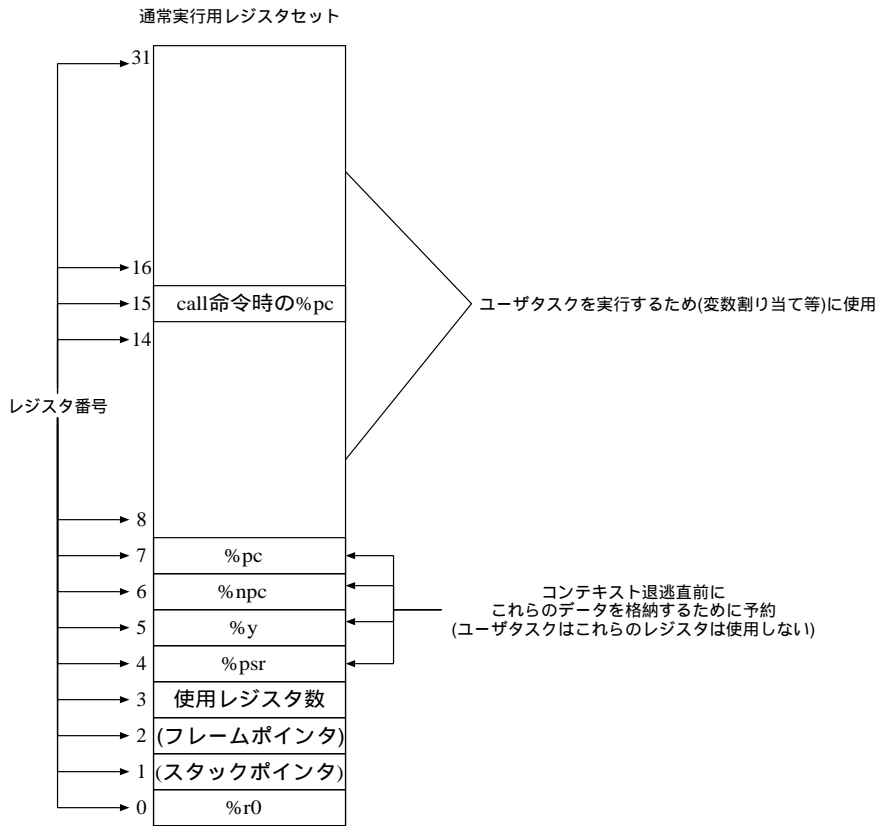 通常実行用レジスタセット
31
16
15 call命令時の%pc
14
ユーザタスクを実行するため(変数割り当て等)に使用
レジスタ番号
8
7 %pc
6 %npc
5 %y
4 %psr
コンテキスト退逃直前に
これらのデータを格納するために予約
(ユーザタスクはこれらのレジスタは使用しない)
3 使用レジスタ数
2 (フレームポインタ)
1 (スタックポインタ)
0 %r0